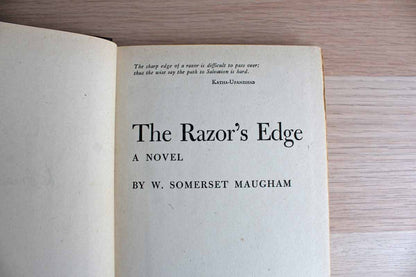 The sharp edge of a razor is difficult to pass over;
thus the wise say the path to Salvation is hard.
KATHA-UPANISHAD
The Razor's Edge
A NOVEL
BY W. SOMERSET MAUGHAM